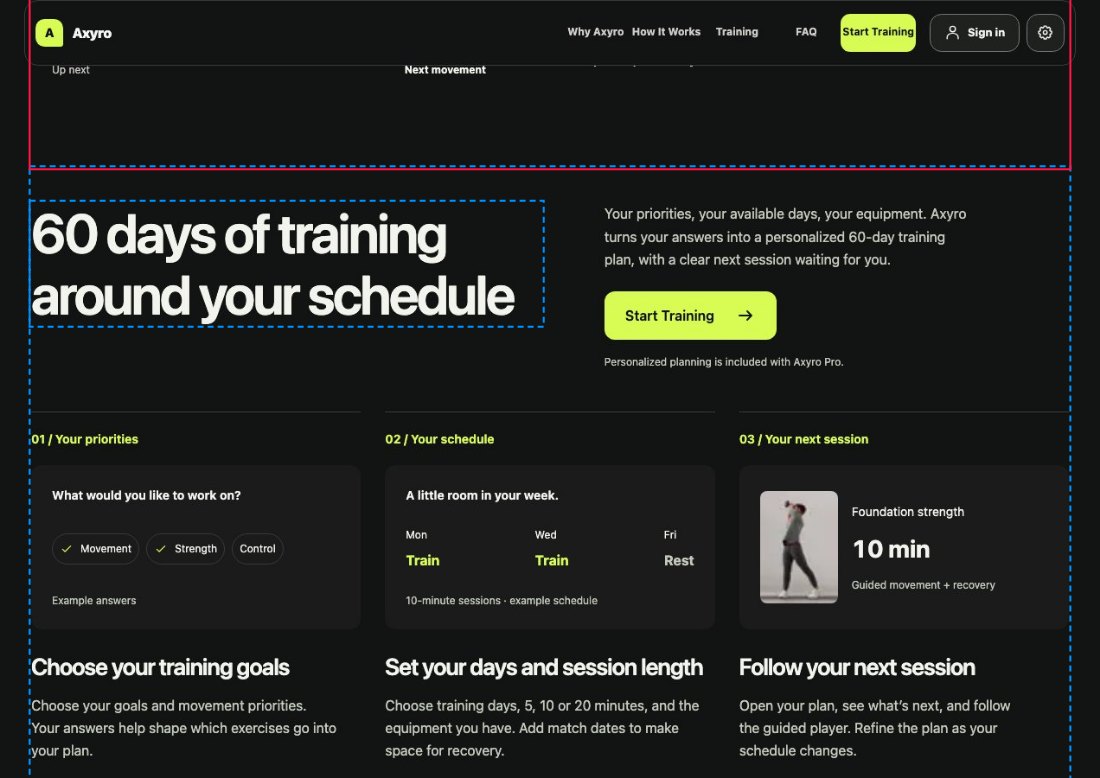 A
Axyro
Why Axyro
How It Works
Training
FAQ
Start Training
Sign in
Up next
Next movement
60 days of training
around your schedule
Your priorities, your available days, your equipment. Axyro
turns your answers into a personalized 60-day training
plan, with a clear next session waiting for you.
Start Training
Personalized planning is included with Axyro Pro.
01 / Your priorities
What would you like to work on?
Movement
Strength
Control
Example answers
Choose your training goals
Choose your goals and movement priorities.
Your answers help shape which exercises go into
your plan.
02 / Your schedule
A little room in your week.
Mon
Wed
Fri
Train
Train
Rest
10-minute sessions · example schedule
Set your days and session length
Choose training days, 5, 10 or 20 minutes, and the
equipment you have. Add match dates to make
space for recovery.
03 / Your next session
Foundation strength
10 min
Guided movement + recovery
Follow your next session
Open your plan, see what’s next, and follow
the guided player. Refine the plan as your
schedule changes.